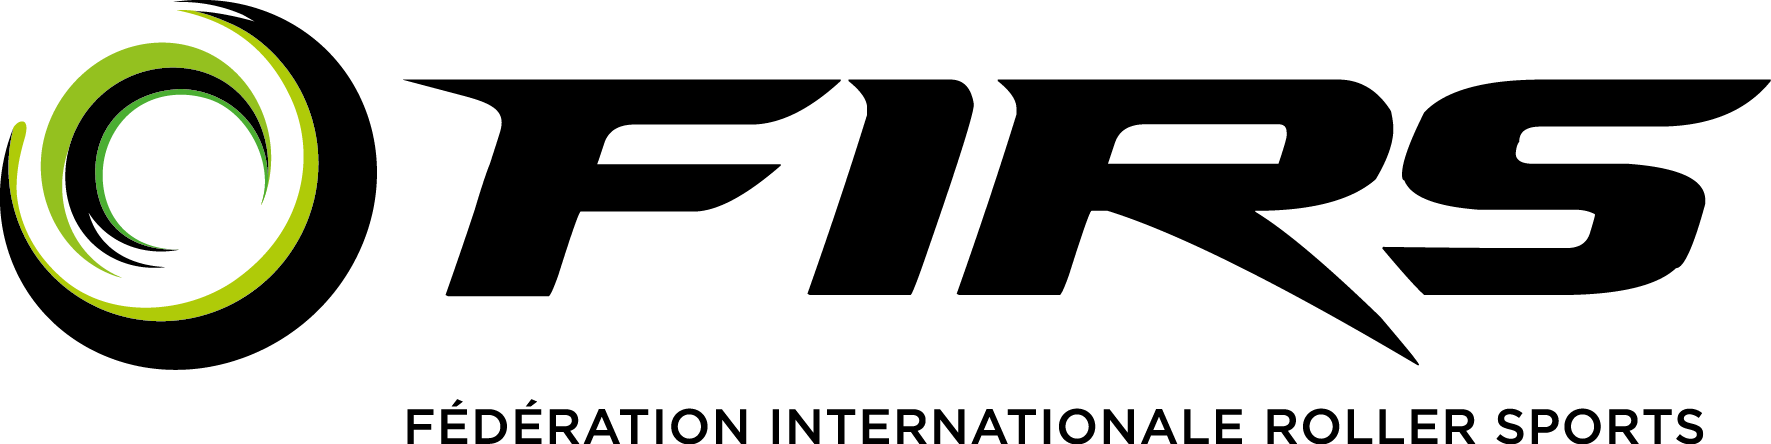 FIRS
FÉDÉRATION INTERNATIONALE ROLLER SPORTS